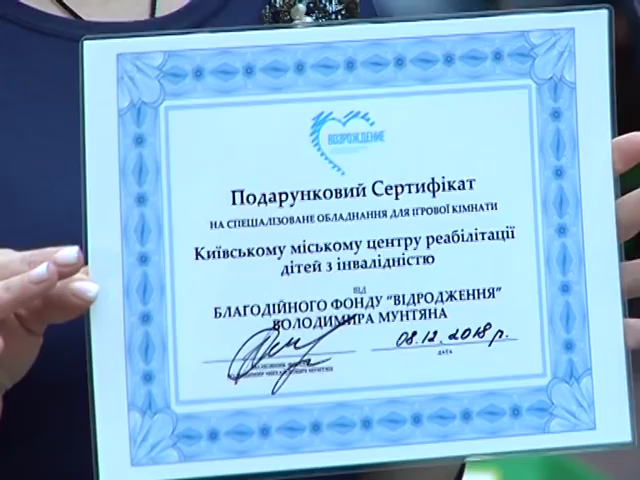 ВОЗРОЖДЕНИЕ
Подарунковий Сертифікат
НА СПЕЦІАЛІЗОВАНЕ ОБЛАДНАННЯ ДЛЯ ІГРОВОЇ КІМНАТИ
Київському міському центру реабілітації
дітей з інвалідністю
ВІД
БЛАГОДІЙНОГО ФОНДУ “ВІДРОДЖЕННЯ”
ВОЛОДИМИРА МУНТЯНА
08.12.2018 р.
ДАТА